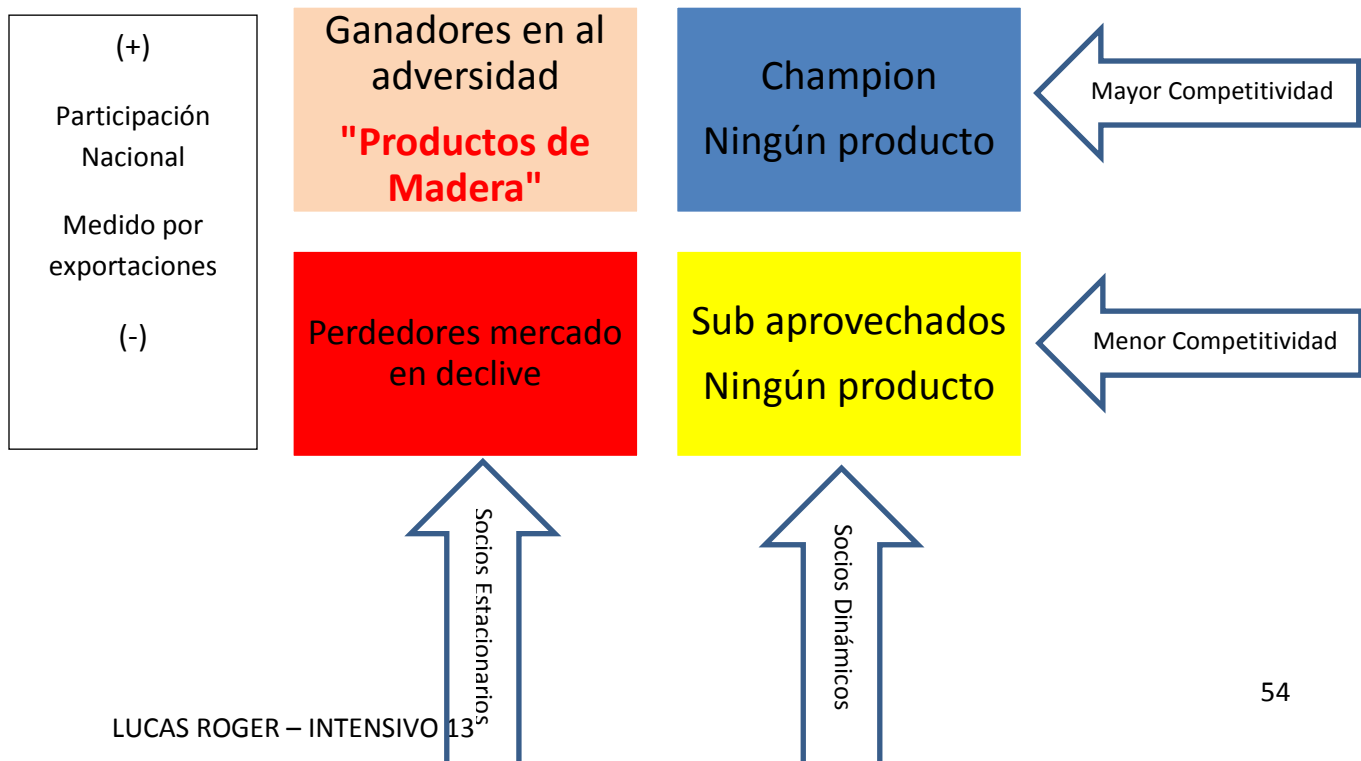 (+)
Participación
Nacional
Medido por
exportaciones
(-)
Ganadores en al
adversidad
"Productos de
Madera"
Champion
Ningún producto
Mayor Competitividad
Perdedores mercado
en declive
Sub aprovechados
Ningún producto
Menor Competitividad
Socios Estacionarios
Socios Dinámicos
54
LUCAS ROGER – INTENSIVO 13